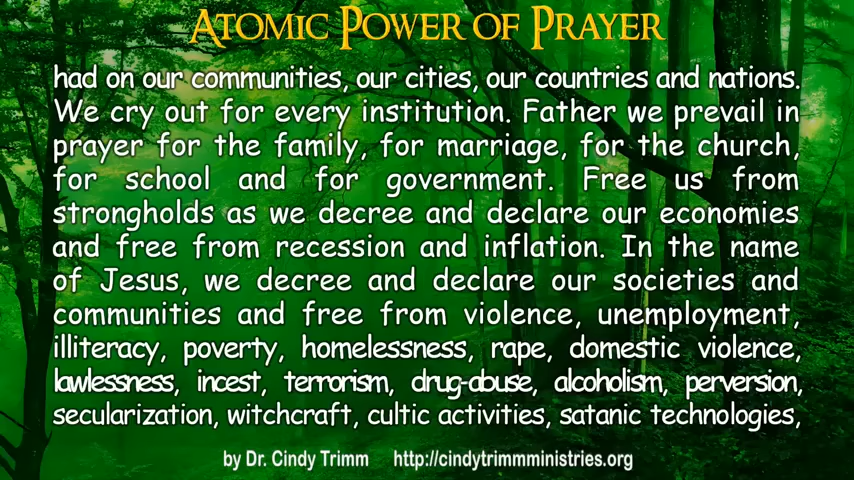 Atomic Power of Prayer
had on our communities, our cities, our countries and nations.
We cry out for every institution. Father we prevail in
prayer for the family, for marriage, for the church,
for school and for government. Free us from
strongholds as we decree and declare our economies
and free from recession and inflation. In the name
of Jesus, we decree and declare our societies and
communities and free from violence, unemployment,
illiteracy, poverty, homelessness, rape, domestic violence,
lawlessness, incest, terrorism, drug-abuse, alcoholism, perversion,
secularization, witchcraft, cultic activities, satanic technologies,
by Dr. Cindy Trimm http://cindytrimmministries.org